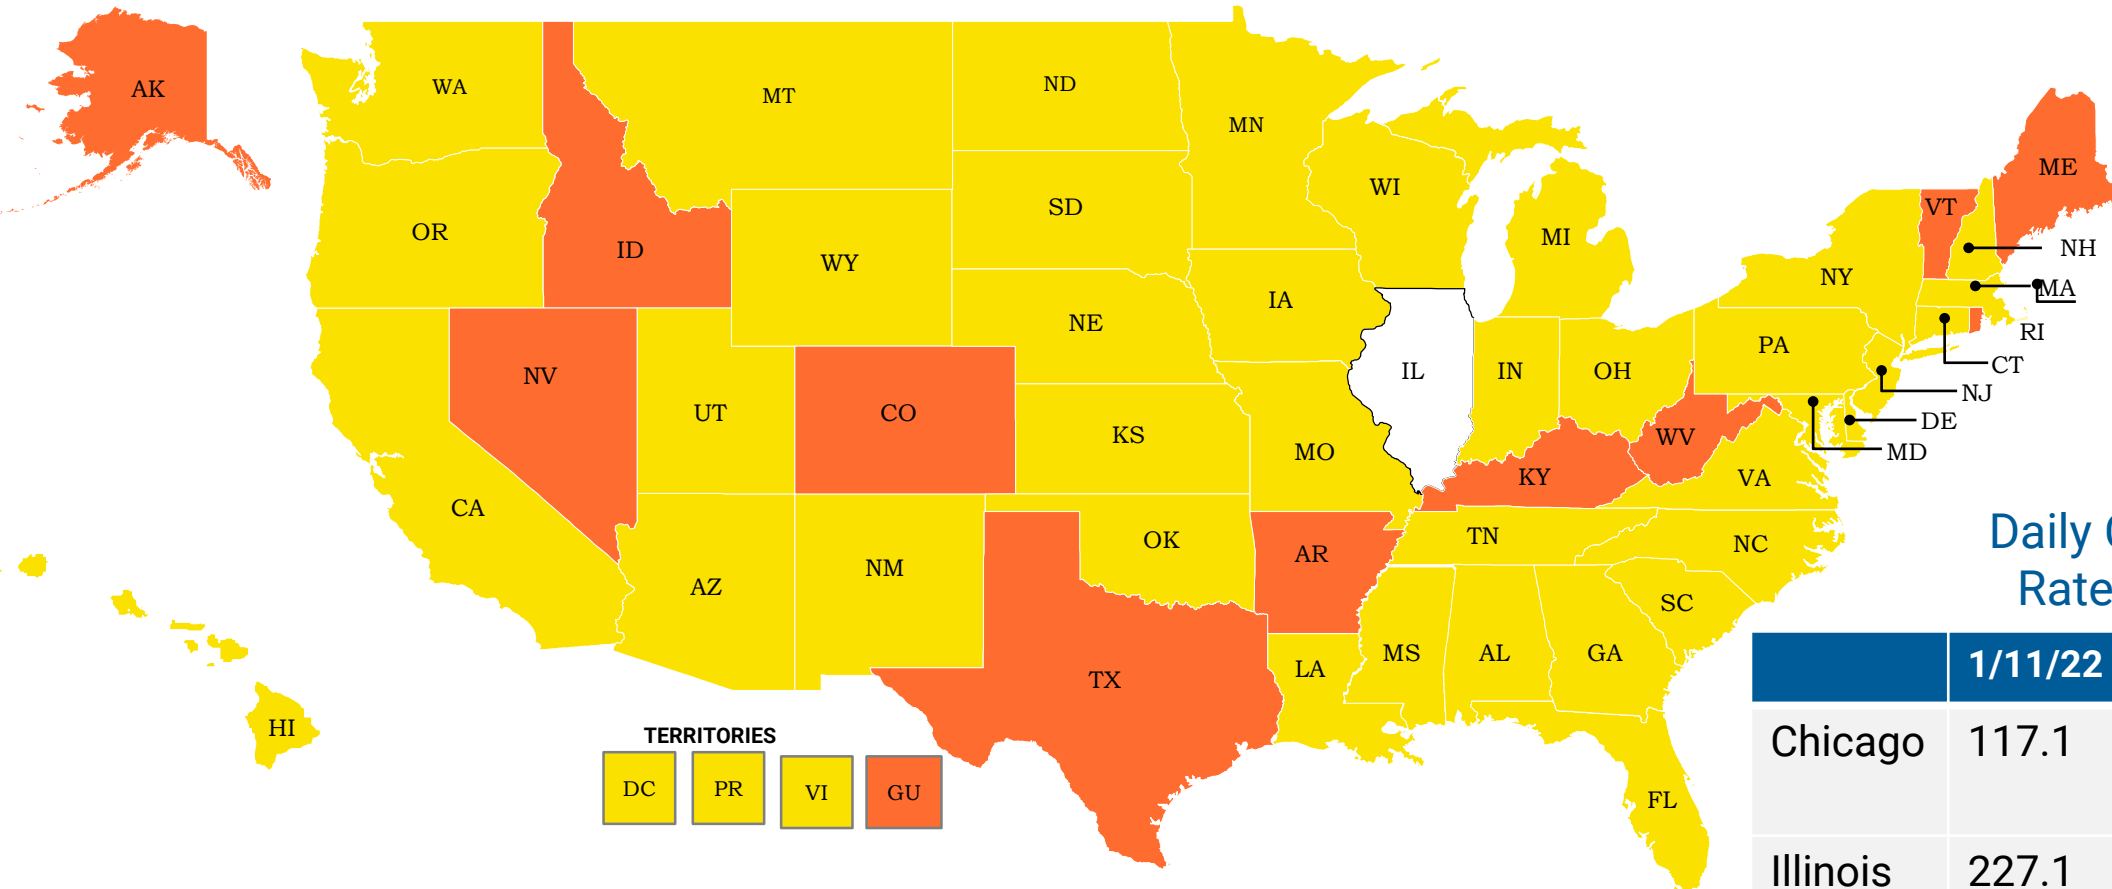 AK
WA
MT
ND
MN
ME
WI
VT
SD
OR
MI
ID
NH
WY
NY
MA
IA
NE
RI
PA
CT
IL
IN
OH
NV
NJ
UT
CO
DE
KS
WV
MO
MD
KY
VA
CA
TN
OK
NC
AR
NM
AZ
SC
MS
AL
GA
LA
TX
HI
FL
TERRITORIES
DC
PR
VI
GU
Daily
Rate
1/11/22
Chicago 117.1
Illinois 227.1